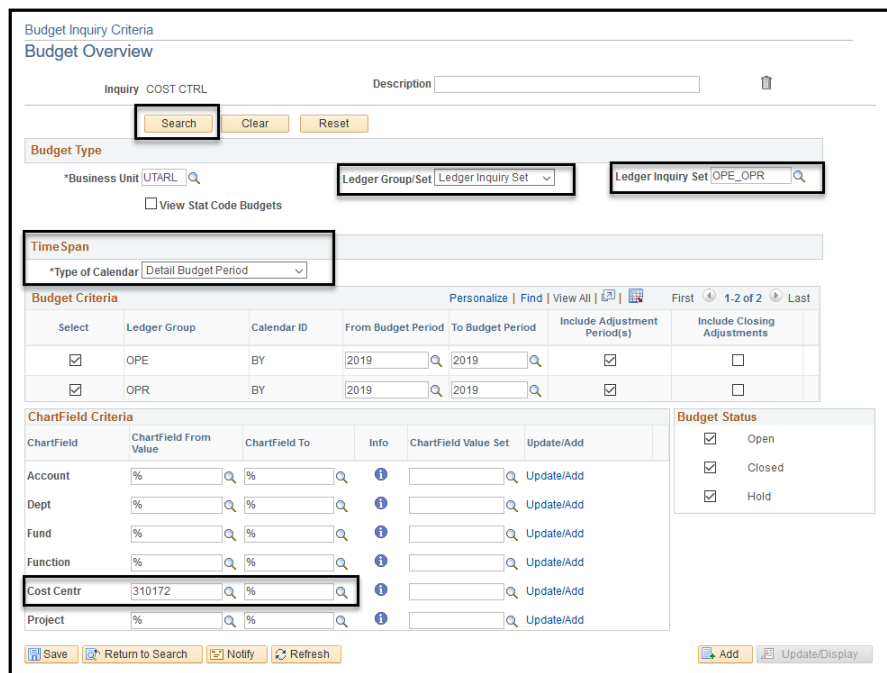 Budget Inquiry Criteria
Budget Overview
Inquiry COST CTRL Description
Search Clear Reset
Budget Type
*Business Unit UTARL Ledger Group/Set Ledger Inquiry Set Ledger Inquiry Set OPE_OPR
View Stat Code Budgets
TimeSpan
*Type of Calendar Detail Budget Period
Budget Criteria Personalize | Find | View All | | First 1-2 of 2 Last
Select Ledger Group Calendar ID From Budget Period To Budget Period Include Adjustment Period(s) Include Closing Adjustments
OPE BY 2019 2019
OPR BY 2019 2019
ChartField Criteria Budget Status
ChartField ChartField From Value ChartField To Info ChartField Value Set Update/Add Open
Account % % Update/Add Closed
Dept % % Update/Add Hold
Fund % % Update/Add
Function % % Update/Add
Cost Centr 310172 % Update/Add
Project % % Update/Add
Save Return to Search Notify Refresh Add Update/Display